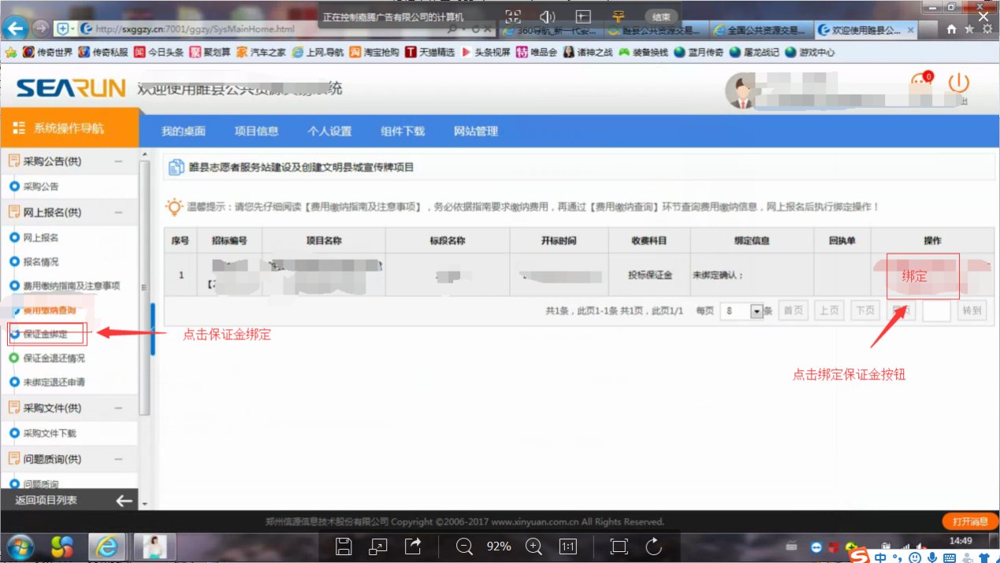 正在控制嘉腾广告有限公司的计算机
结束
http://sxggzy.cn:7001/ggzy/SysMainHome.html
360导航_新一代安...
睢县公共资源交易...
全国公共资源交易...
欢迎使用睢县公...
传奇世界 传奇私服 今日头条 聚划算 汽车之家 上网.导航 淘宝抢购 天猫精选 头条视屏 唯品会 诸神之战 装备换钱 蓝月传奇 屠龙战记 游戏中心
SEARUN 欢迎使用睢县公共资源交易系统
0
系统操作导航
我的桌面 项目信息 个人设置 组件下载 网站管理
采购公告(供)
采购公告
网上报名(供)
网上报名
报名情况
费用缴纳指南及注意事项
费用缴纳查询
保证金绑定
保证金退还情况
未绑定退还申请
采购文件(供)
采购文件下载
问题质询(供)
问题质询
返回项目列表
睢县志愿者服务站建设及创建文明县城宣传牌项目
温馨提示：请您先仔细阅读【费用缴纳指南及注意事项】，务必依据指南要求缴纳费用，再通过【费用缴纳查询】环节查询费用缴纳信息，网上报名后执行绑定操作！
序号 招标编号 项目名称 标段名称 开标时间 收费科目 绑定信息 回执单 操作
1 投标保证金 未绑定确认： 绑定
共1条，此页1-1条 共1页，此页1/1 每页 8 条 首页 上页 下页 尾页 转到
点击保证金绑定
点击绑定保证金按钮
郑州信源信息技术股份有限公司 Copyright ©2006-2017 www.xinyuan.com.cn All Rights Reserved.
打开消息
92%
1:1
14:49
中